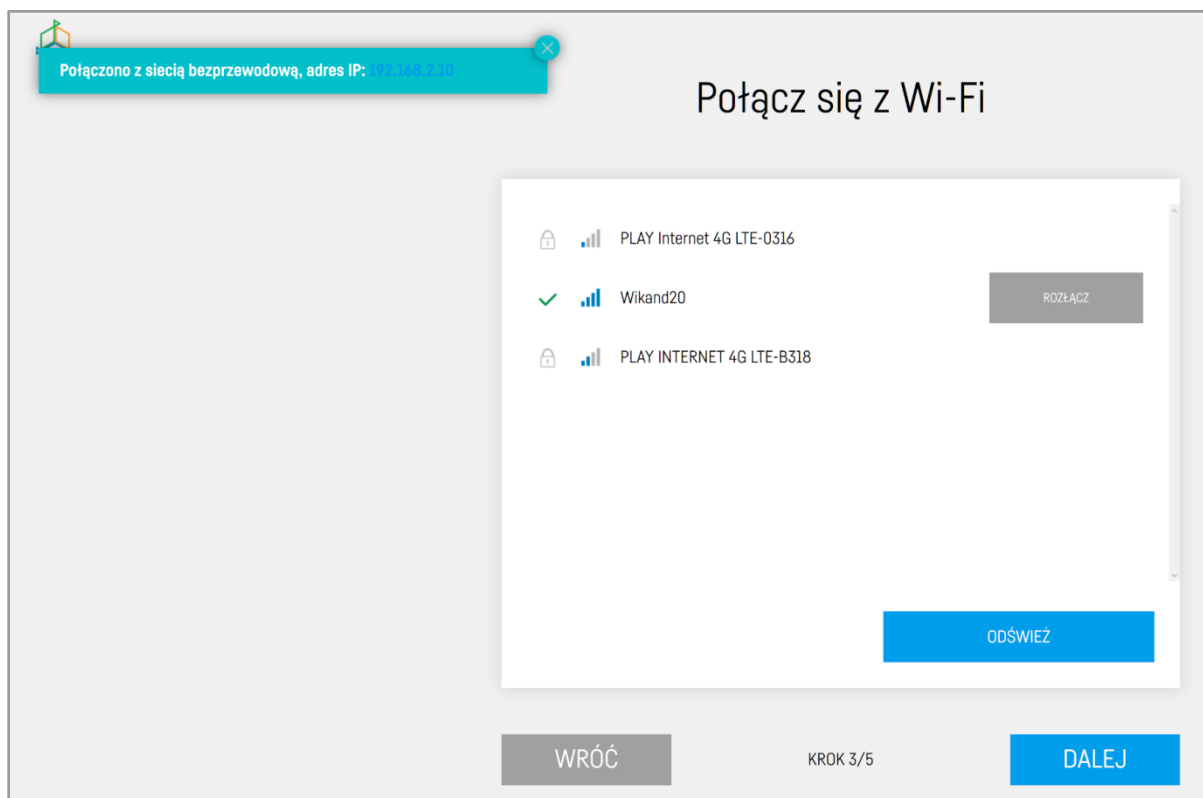 Połączono z siecią bezprzewodową, adres IP: 192.168.2.10
Połącz się z Wi-Fi
PLAY Internet 4G LTE-0316
Wikand20
ROZŁĄCZ
PLAY INTERNET 4G LTE-B318
ODŚWIEŻ
WRÓĆ
KROK 3/5
DALEJ